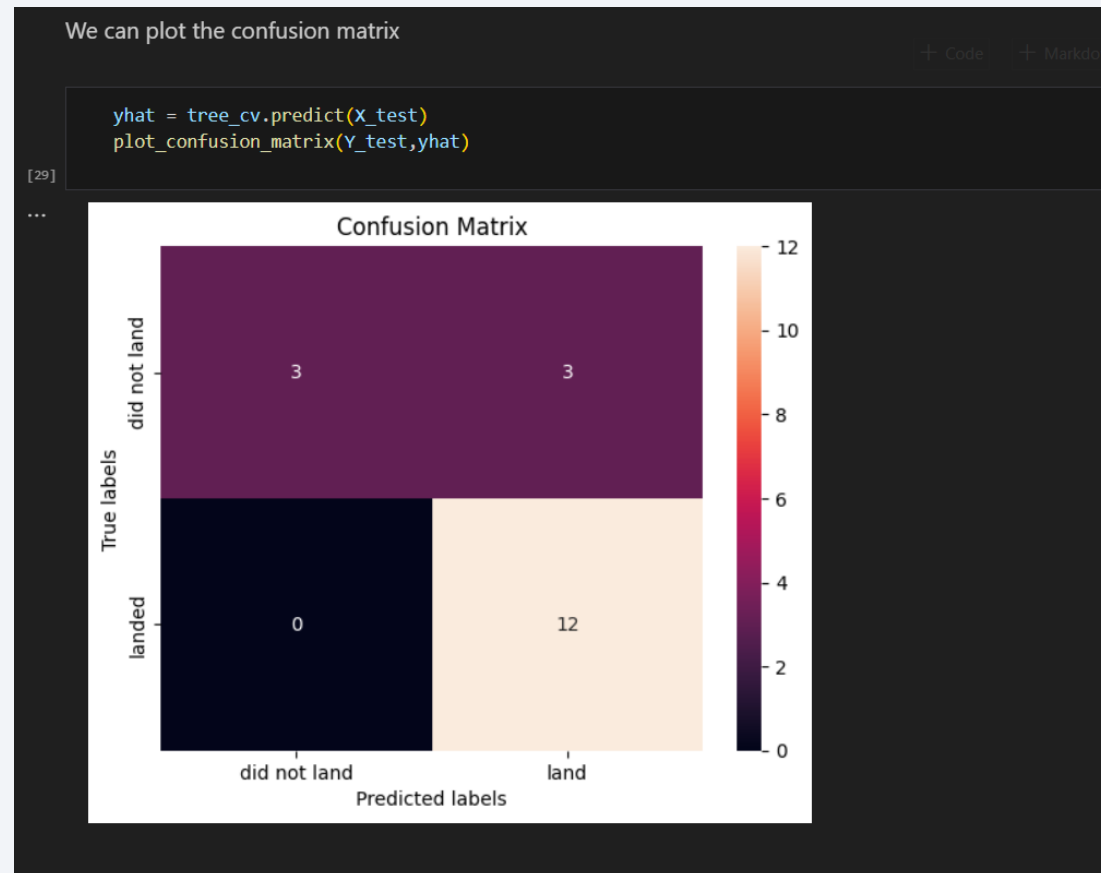 We can plot the confusion matrix
+ Code + Markdo
yhat = tree_cv.predict(X_test)
plot_confusion_matrix(Y_test,yhat)
[29]
...
Confusion Matrix
12
10
8
6
4
2
0
True labels
did not land
landed
3 3
0 12
did not land land
Predicted labels